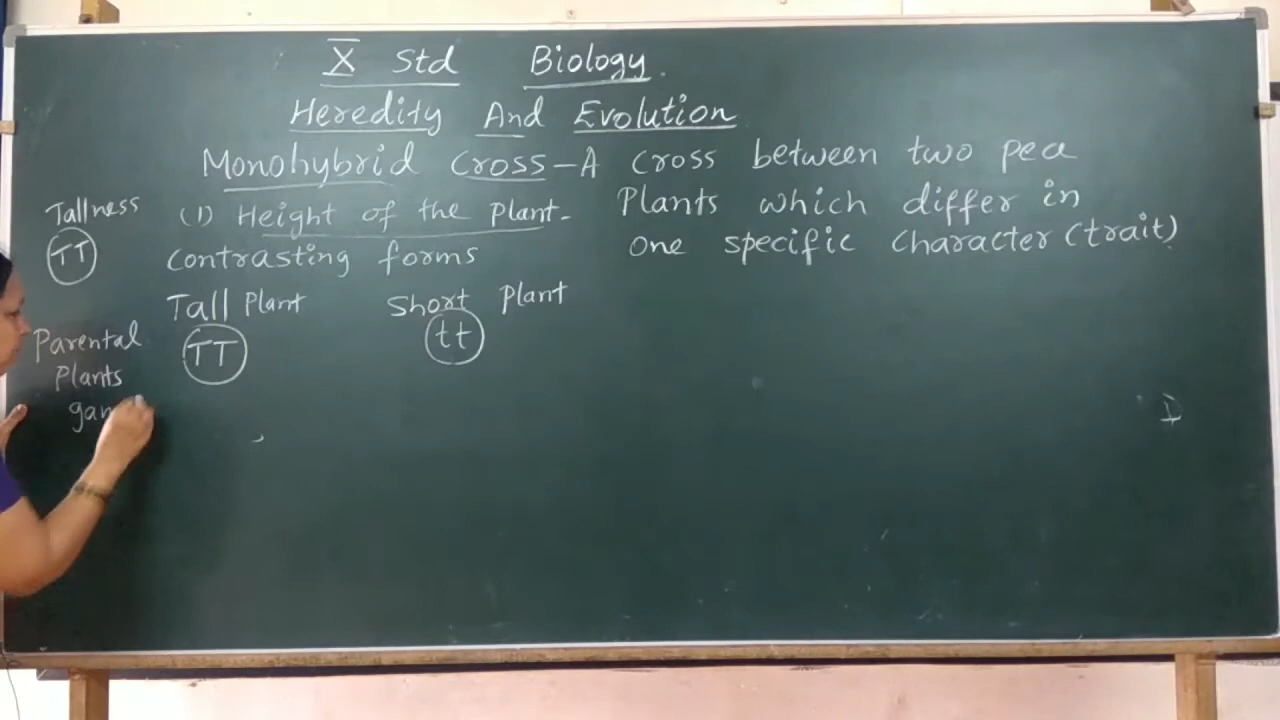 X Std Biology.
Heredity And Evolution
Monohybrid Cross-A cross between two pea
Plants which differ in
one specific character (trait)
Tallness
TT
(1) Height of the plant-
contrasting forms
Tall Plant Short plant
TT tt
Parental
Plants
gam
D